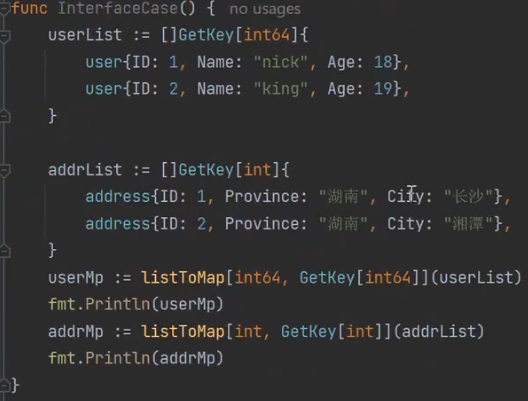 func InterfaceCase() { no usages
    userList := []GetKey[int64]{
        user{ID: 1, Name: "nick", Age: 18},
        user{ID: 2, Name: "king", Age: 19},
    }

    addrList := []GetKey[int]{
        address{ID: 1, Province: "湖南", City: "长沙"},
        address{ID: 2, Province: "湖南", City: "湘潭"},
    }
    userMp := listToMap[int64, GetKey[int64]](userList)
    fmt.Println(userMp)
    addrMp := listToMap[int, GetKey[int]](addrList)
    fmt.Println(addrMp)
}